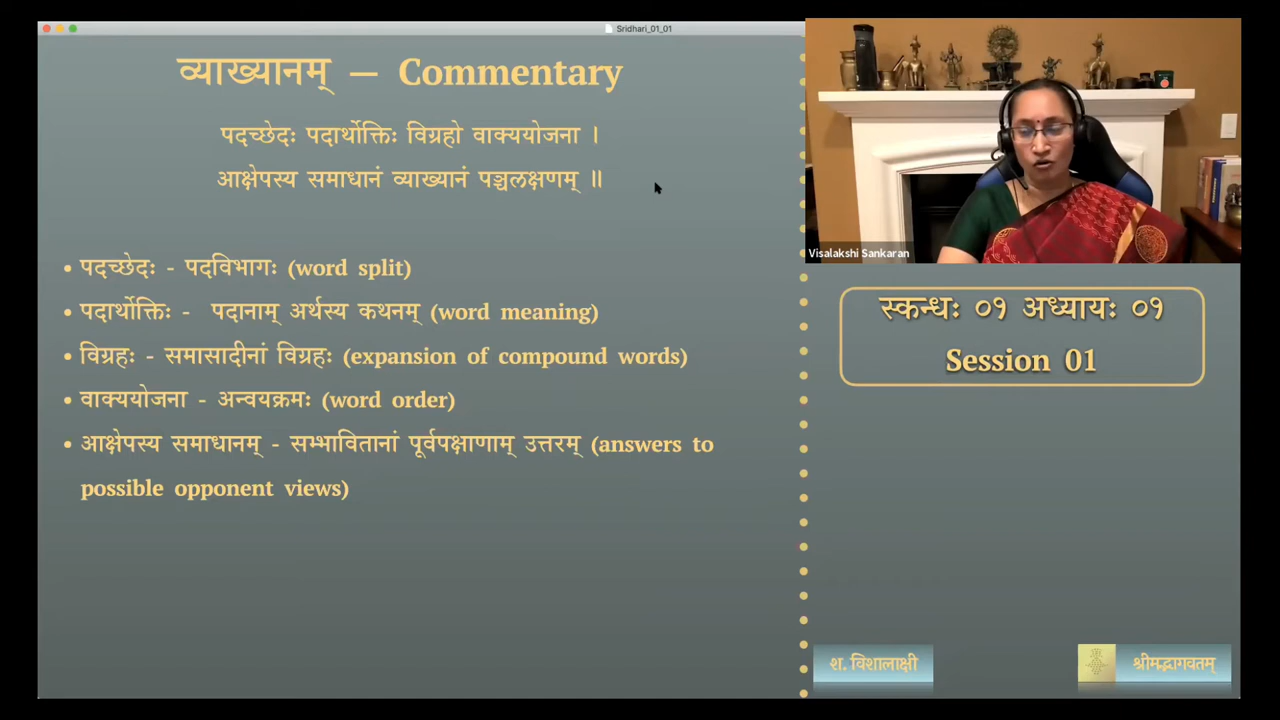 Sridhari_01_01
व्याख्यानम् — Commentary
पदच्छेदः पदार्थोक्तिः विग्रहो वाक्ययोजना ।
आक्षेपस्य समाधानं व्याख्यानं पञ्चलक्षणम् ॥
• पदच्छेदः - पदविभागः (word split)
• पदार्थोक्तिः - पदानाम् अर्थस्य कथनम् (word meaning)
• विग्रहः - समासादीनां विग्रहः (expansion of compound words)
• वाक्ययोजना - अन्वयक्रमः (word order)
• आक्षेपस्य समाधानम् - सम्भावितानां पूर्वपक्षाणाम् उत्तरम् (answers to
possible opponent views)
Visalakshi Sankaran
स्कन्धः ०१ अध्यायः ०१
Session 01
श. विशालाक्षी
श्रीमद्भागवतम्